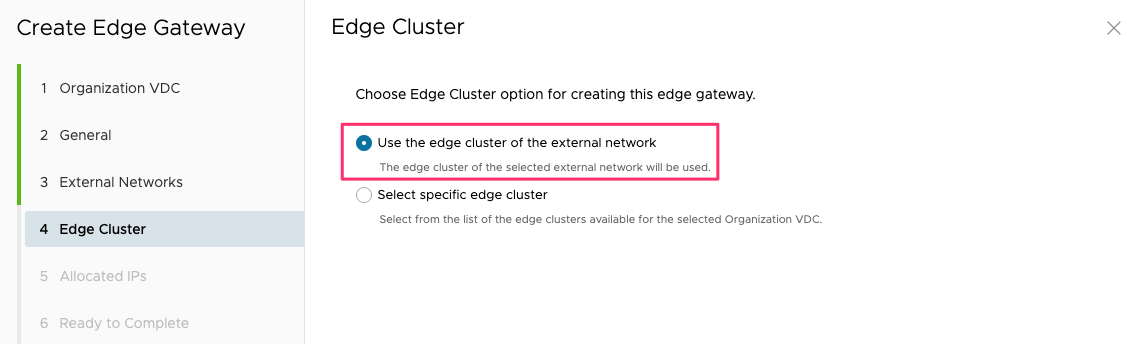 Create Edge Gateway
1 Organization VDC
2 General
3 External Networks
4 Edge Cluster
5 Allocated IPs
6 Ready to Complete
Edge Cluster
Choose Edge Cluster option for creating this edge gateway.
Use the edge cluster of the external network
The edge cluster of the selected external network will be used.
Select specific edge cluster
Select from the list of the edge clusters available for the selected Organization VDC.